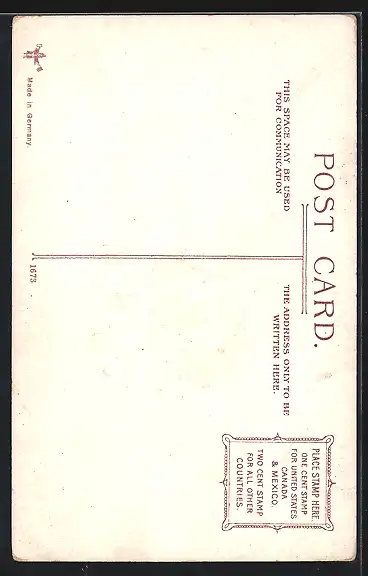 POST CARD.
THIS SPACE MAY BE USED
FOR COMMUNICATION
THE ADDRESS ONLY TO BE
WRITTEN HERE.
PLACE STAMP HERE.
ONE CENT STAMP
FOR UNITED STATES
CANADA
& MEXICO.
TWO CENT STAMP
FOR ALL OTHER
COUNTRIES.
Made in Germany.
1673